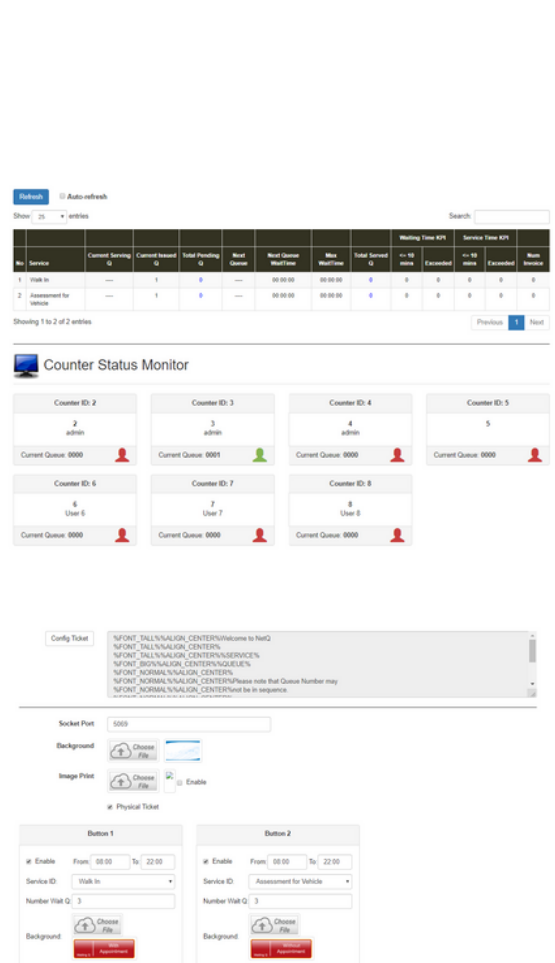 Refresh Auto-refresh
Show 25 entries Search:
Waiting Time KPI Service Time KPI
No Service Current Serving Q Current Issued Q Total Pending Q Next Queue Next Queue WaitTime Max WaitTime Total Served Q <= 10 mins Exceeded <= 10 mins Exceeded Num Invoice
1 Walk In ---- 1 0 ---- 00:00:00 00:00:00 0 0 0 0 0 0
2 Assessment for Vehicle ---- 1 0 ---- 00:00:00 00:00:00 0 0 0 0 0 0
Showing 1 to 2 of 2 entries Previous 1 Next
Counter Status Monitor
Counter ID: 2 Counter ID: 3 Counter ID: 4 Counter ID: 5
2 3 4 5
admin admin admin
Current Queue: 0000 Current Queue: 0001 Current Queue: 0000 Current Queue: 0000
Counter ID: 6 Counter ID: 7 Counter ID: 8
6 7 8
User 6 User 7 User 8
Current Queue: 0000 Current Queue: 0000 Current Queue: 0000
Config Ticket %FONT_TALL%%ALIGN_CENTER%Welcome to NetQ
%FONT_TALL%%ALIGN_CENTER%
%FONT_TALL%%ALIGN_CENTER%%SERVICE%
%FONT_BIG%%ALIGN_CENTER%%QUEUE%
%FONT_NORMAL%%ALIGN_CENTER%
%FONT_NORMAL%%ALIGN_CENTER%Please note that Queue Number may
%FONT_NORMAL%%ALIGN_CENTER%not be in sequence.
%FONT_NORMAL%%ALIGN_CENTER%
Socket Port 5069
Background Choose File
Image Print Choose File Enable
Physical Ticket
Button 1 Button 2
Enable From 08:00 To 22:00 Enable From 08:00 To 22:00
Service ID: Walk In Service ID: Assessment for Vehicle
Number Wait Q: 3 Number Wait Q: 3
Background: Choose File Background: Choose File
With Appointment Without Appointment